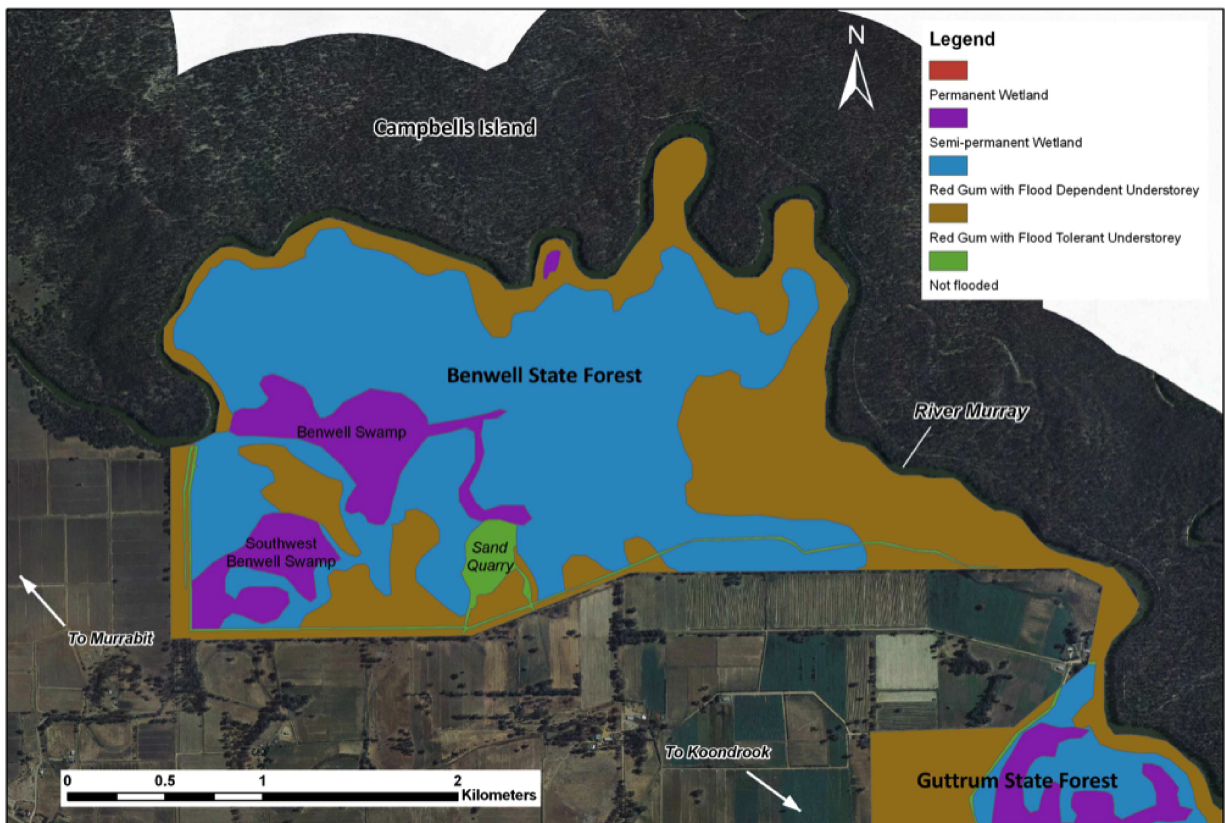 Legend
Permanent Wetland
Semi-permanent Wetland
Red Gum with Flood Dependent Understorey
Red Gum with Flood Tolerant Understorey
Not flooded
N
Campbells Island
Benwell State Forest
River Murray
Benwell Swamp
Southwest
Benwell Swamp
Sand
Quarry
To Murrabit
To Koondrook
Guttrum State Forest
0 0.5 1 2
Kilometers